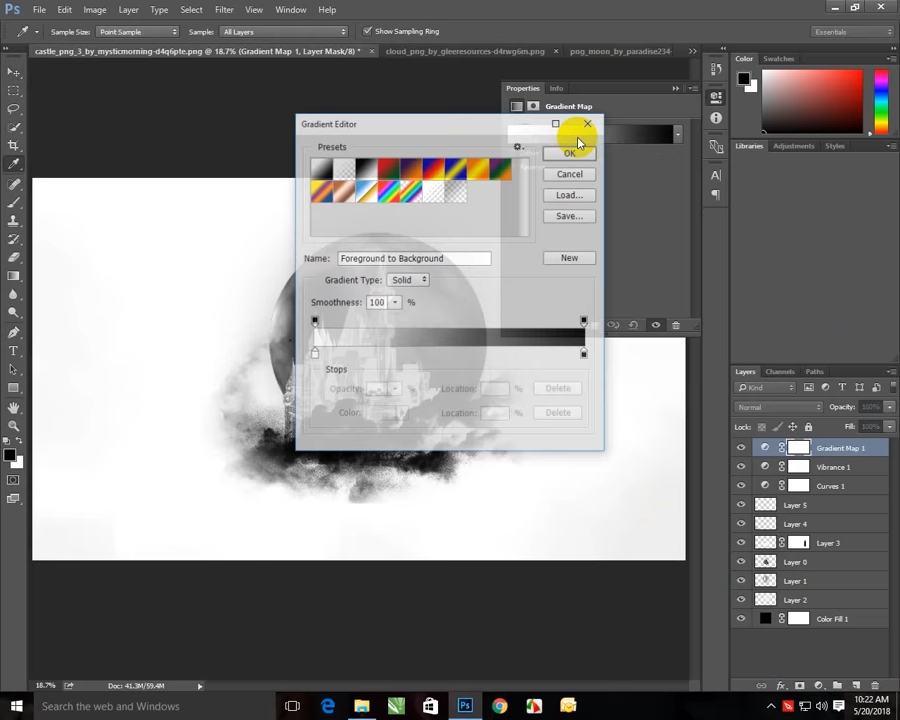 Ps File Edit Image Layer Type Select Filter View Window Help
Sample Size: Point Sample Sample: All Layers Show Sampling Ring Essentials
castle_png_3_by_mysticmorning-d4q6pte.png @ 18.7% (Gradient Map 1, Layer Mask/8) * × cloud_png_by_gleeresources-d4rwg6m.png × png_moon_by_paradise234-
Color Swatches
Properties Info
Gradient Map
Gradient Editor
Presets
OK
Cancel
Load...
Save...
Name: Foreground to Background New
Gradient Type: Solid
Smoothness: 100 %
Stops
Opacity: Location: % Delete
Color: Location: % Delete
Libraries Adjustments Styles
Layers Channels Paths
Kind
Normal Opacity: 100%
Lock: Fill: 100%
Gradient Map 1
Vibrance 1
Curves 1
Layer 5
Layer 4
Layer 3
Layer 0
Layer 1
Layer 2
Color Fill 1
18.7% Doc: 41.3M/59.4M
Search the web and Windows
10:22 AM
5/20/2018